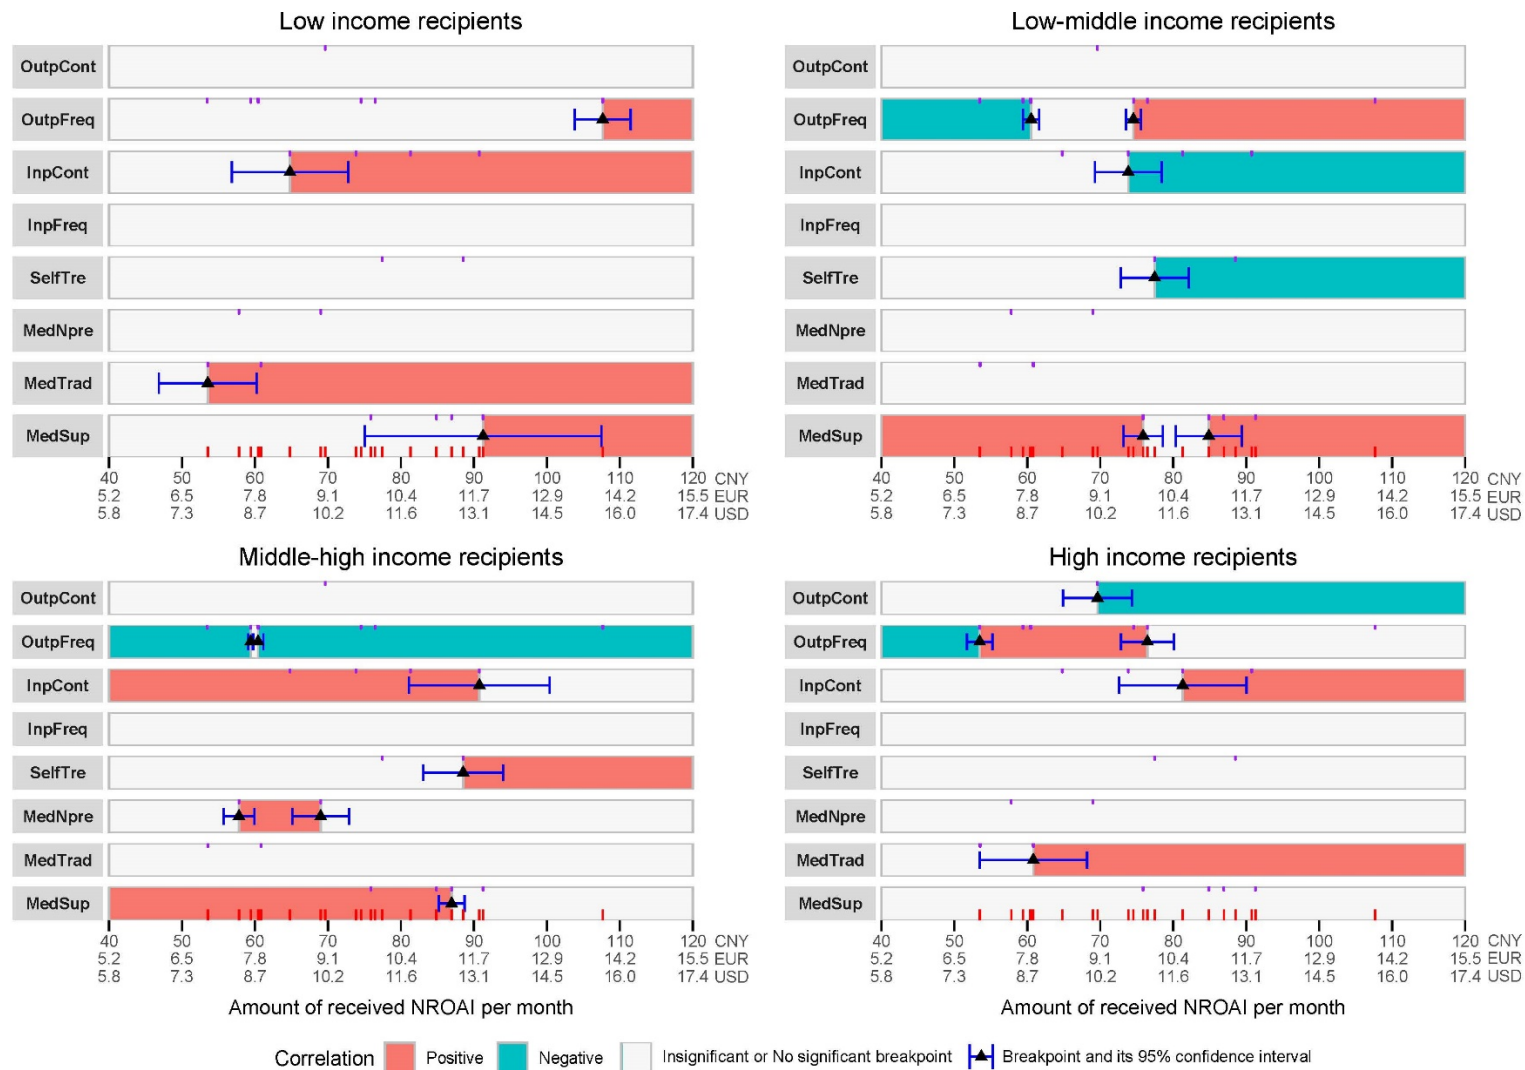 Low income recipients
OutpCont
OutpFreq
InpCont
InpFreq
SelfTre
MedNpre
MedTrad
MedSup
40 50 60 70 80 90 100 110 120 CNY
5.2 6.5 7.8 9.1 10.4 11.7 12.9 14.2 15.5 EUR
5.8 7.3 8.7 10.2 11.6 13.1 14.5 16.0 17.4 USD
Low-middle income recipients
OutpCont
OutpFreq
InpCont
InpFreq
SelfTre
MedNpre
MedTrad
MedSup
40 50 60 70 80 90 100 110 120 CNY
5.2 6.5 7.8 9.1 10.4 11.7 12.9 14.2 15.5 EUR
5.8 7.3 8.7 10.2 11.6 13.1 14.5 16.0 17.4 USD
Middle-high income recipients
OutpCont
OutpFreq
InpCont
InpFreq
SelfTre
MedNpre
MedTrad
MedSup
40 50 60 70 80 90 100 110 120 CNY
5.2 6.5 7.8 9.1 10.4 11.7 12.9 14.2 15.5 EUR
5.8 7.3 8.7 10.2 11.6 13.1 14.5 16.0 17.4 USD
Amount of received NROAI per month
High income recipients
OutpCont
OutpFreq
InpCont
InpFreq
SelfTre
MedNpre
MedTrad
MedSup
40 50 60 70 80 90 100 110 120 CNY
5.2 6.5 7.8 9.1 10.4 11.7 12.9 14.2 15.5 EUR
5.8 7.3 8.7 10.2 11.6 13.1 14.5 16.0 17.4 USD
Amount of received NROAI per month
Correlation Positive Negative Insignificant or No significant breakpoint Breakpoint and its 95% confidence interval